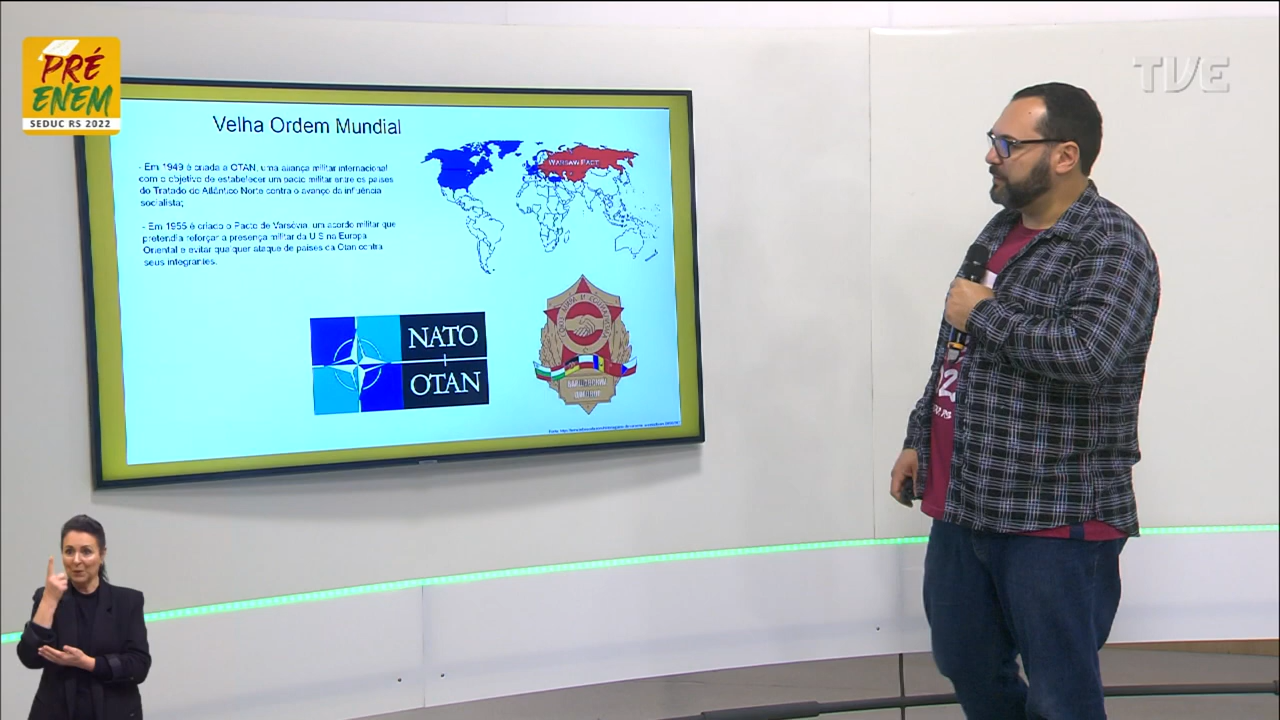 PRÉ
ENEM
SEDUC RS 2022
TVE
Velha Ordem Mundial
- Em 1949 é criada a OTAN, uma aliança militar internacional
com o objetivo de estabelecer um pacto militar entre os países
do Tratado do Atlântico Norte contra o avanço da influência
socialista;
- Em 1955 é criado o Pacto de Varsóvia, um acordo militar que
pretendia reforçar a presença militar da U.S na Europa
Oriental e evitar qualquer ataque de países da Otan contra
seus integrantes.
WARSAW PACT
NATO
OTAN